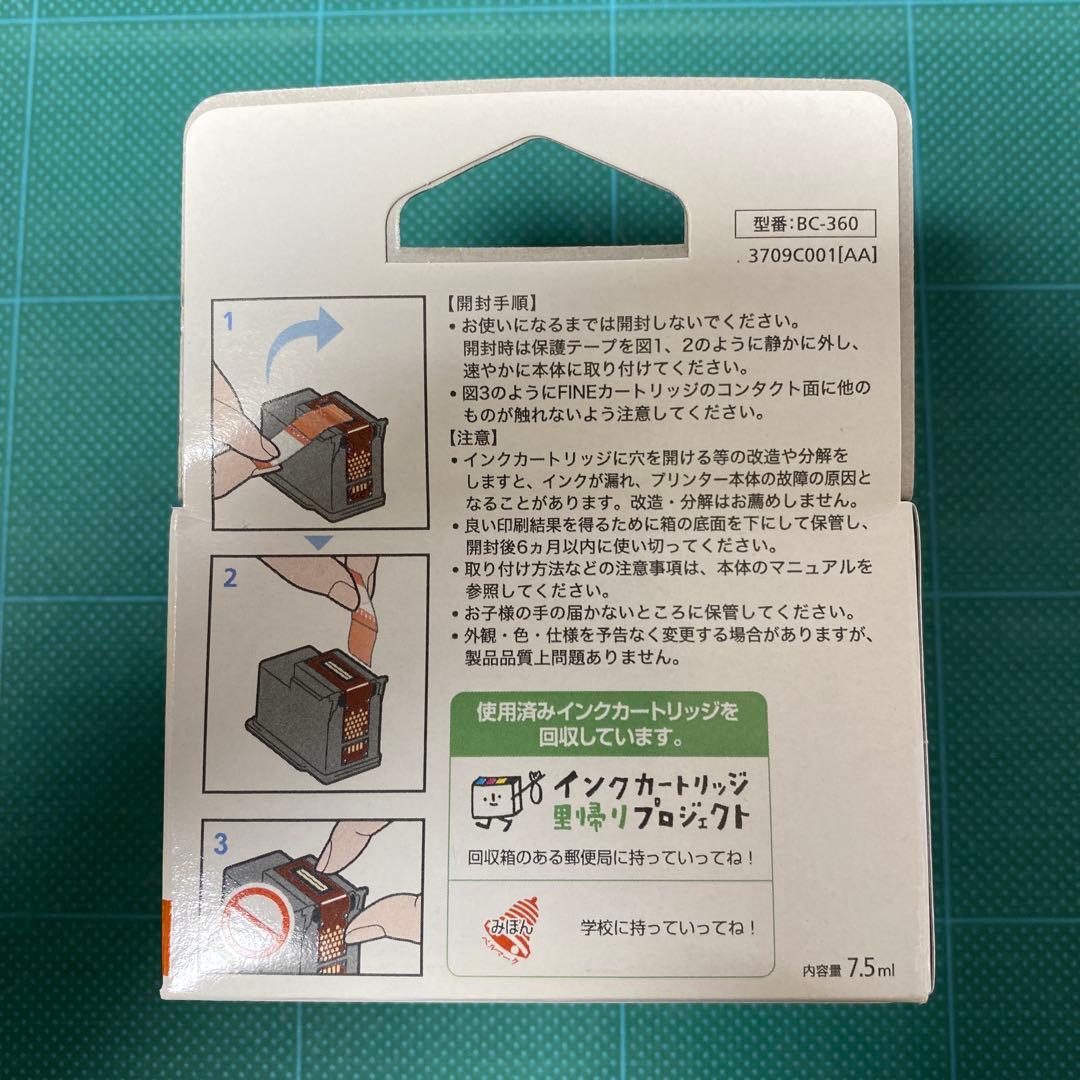 型番:BC-360
3709C001[AA]
1
2
3
【開封手順】
・お使いになるまでは開封しないでください。
開封時は保護テープを図1、2のように静かに外し、
速やかに本体に取り付けてください。
・図3のようにFINEカートリッジのコンタクト面に他の
ものが触れないよう注意してください。
【注意】
・インクカートリッジに穴を開ける等の改造や分解を
しますと、インクが漏れ、プリンター本体の故障の原因と
なることがあります。改造・分解はお薦めしません。
・良い印刷結果を得るために箱の底面を下にして保管し、
開封後6ヵ月以内に使い切ってください。
・取り付け方法などの注意事項は、本体のマニュアルを
参照してください。
・お子様の手の届かないところに保管してください。
・外観・色・仕様を予告なく変更する場合がありますが、
製品品質上問題ありません。
使用済みインクカートリッジを
回収しています。
インクカートリッジ
里帰りプロジェクト
回収箱のある郵便局に持っていってね!
みほん
ベルマーク
学校に持っていってね!
内容量 7.5ml